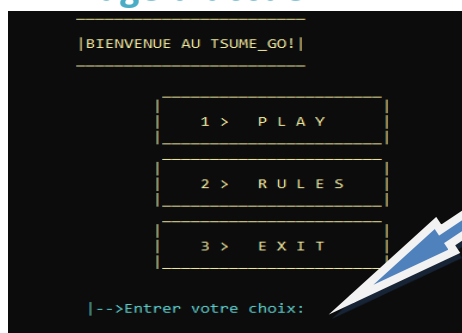 |BIENVENUE AU TSUME_GO!|
1 > P L A Y
2 > R U L E S
3 > E X I T
|-->Entrer votre choix: